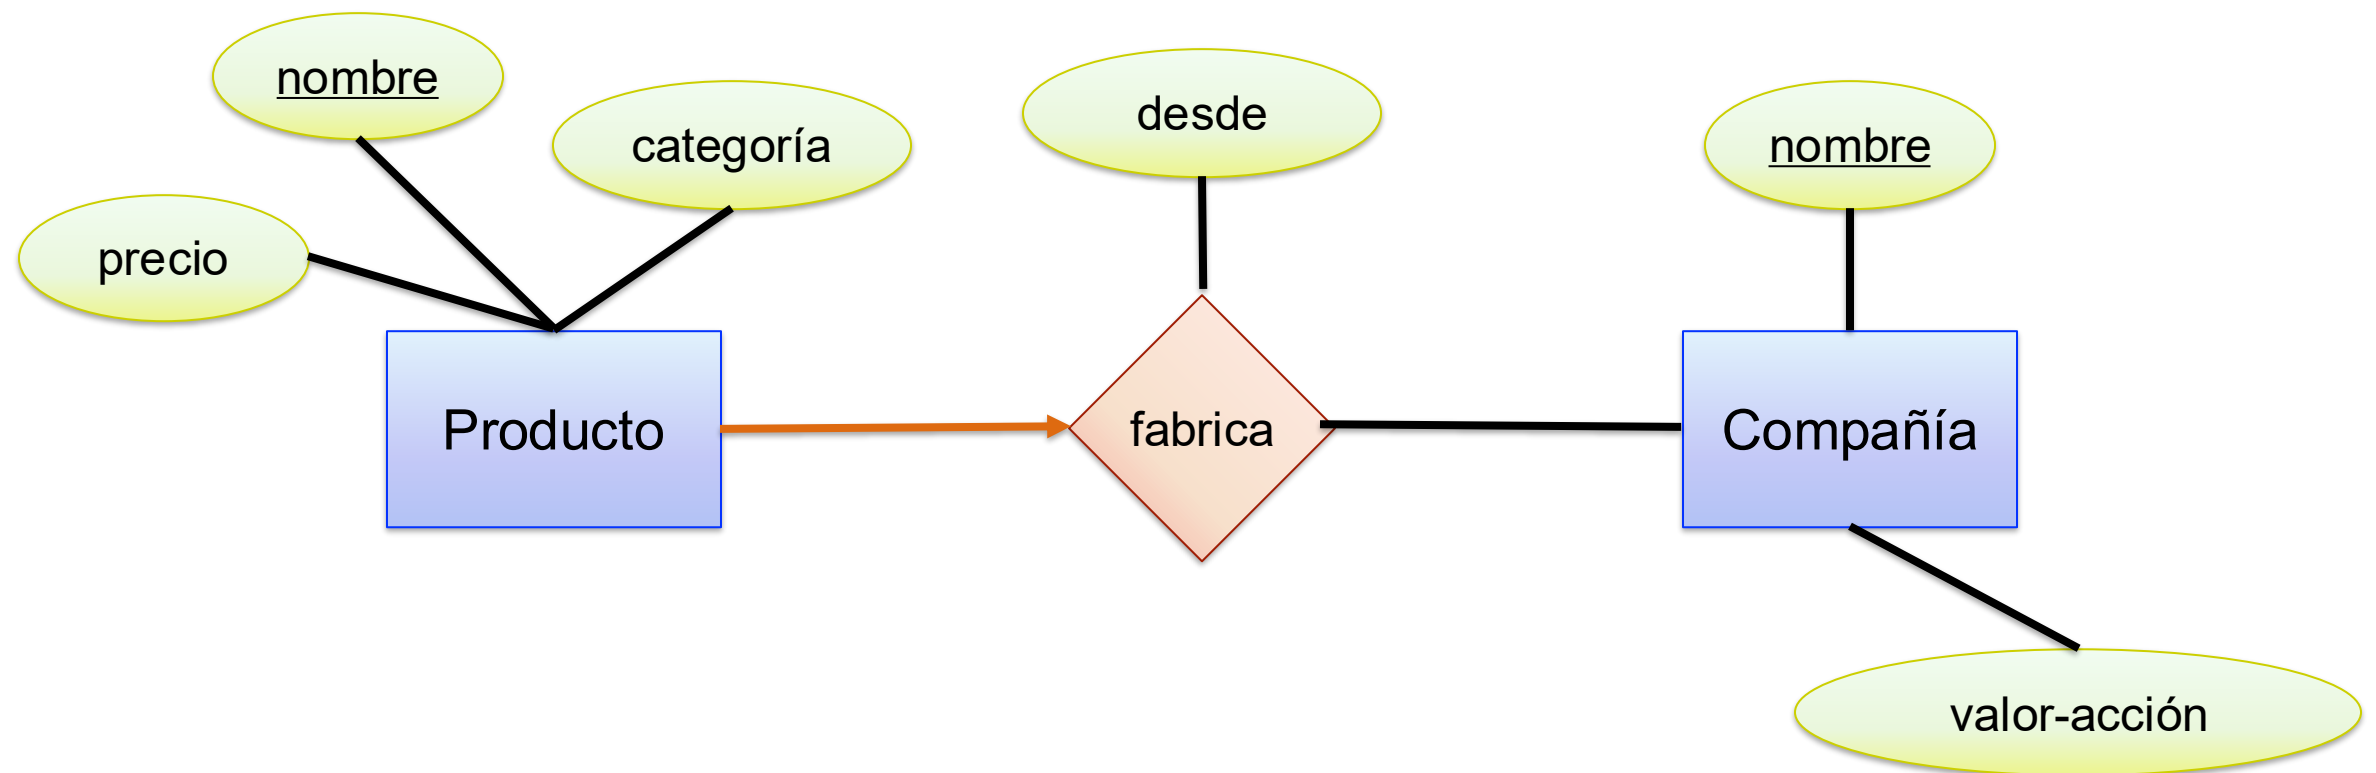 nombre
categoría
precio
desde
nombre
Producto
fabrica
Compañía
valor-acción